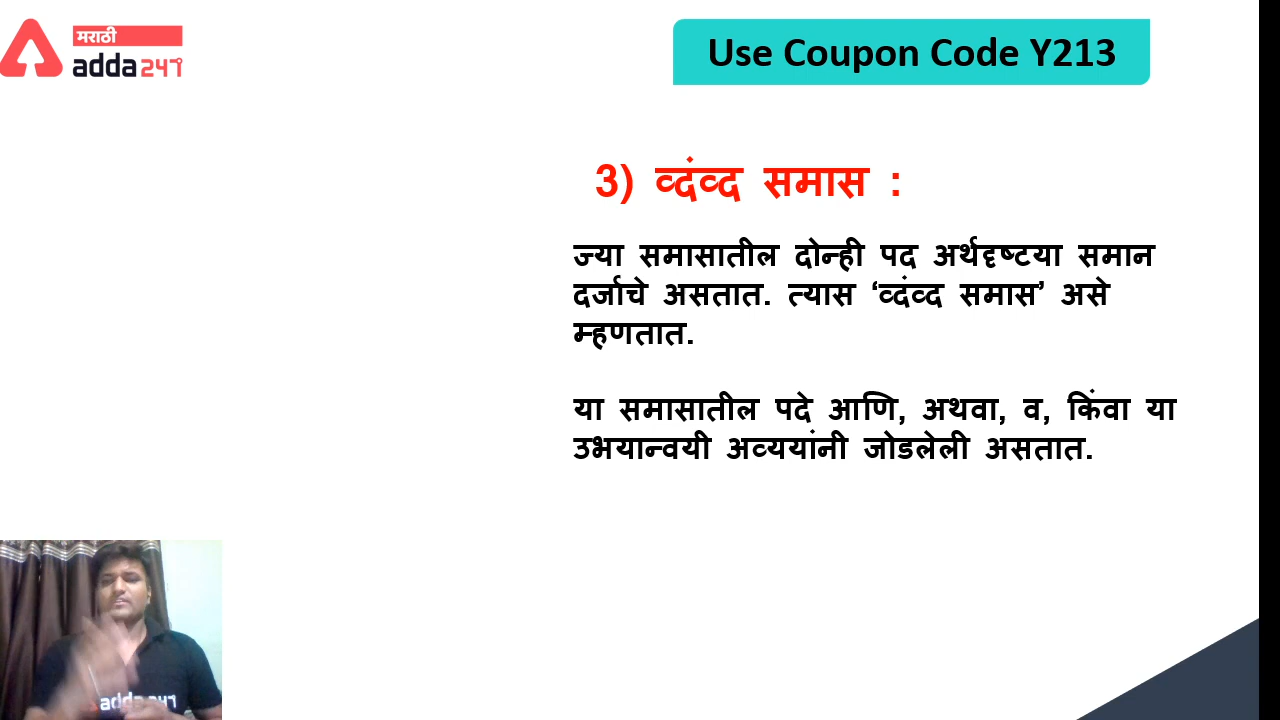 मराठी
adda247
Use Coupon Code Y213
3) व्दंव्द समास :
ज्या समासातील दोन्ही पद अर्थदृष्टया समान
दर्जाचे असतात. त्यास ‘व्दंव्द समास’ असे
म्हणतात.
या समासातील पदे आणि, अथवा, व, किंवा या
उभयान्वयी अव्ययांनी जोडलेली असतात.
adda247